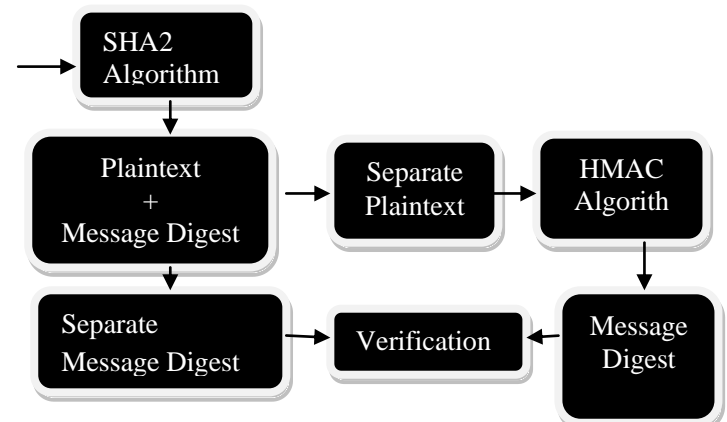 SHA2
Algorithm
Plaintext
+
Message Digest
Separate
Plaintext
HMAC
Algorith
Separate
Message Digest
Verification
Message
Digest